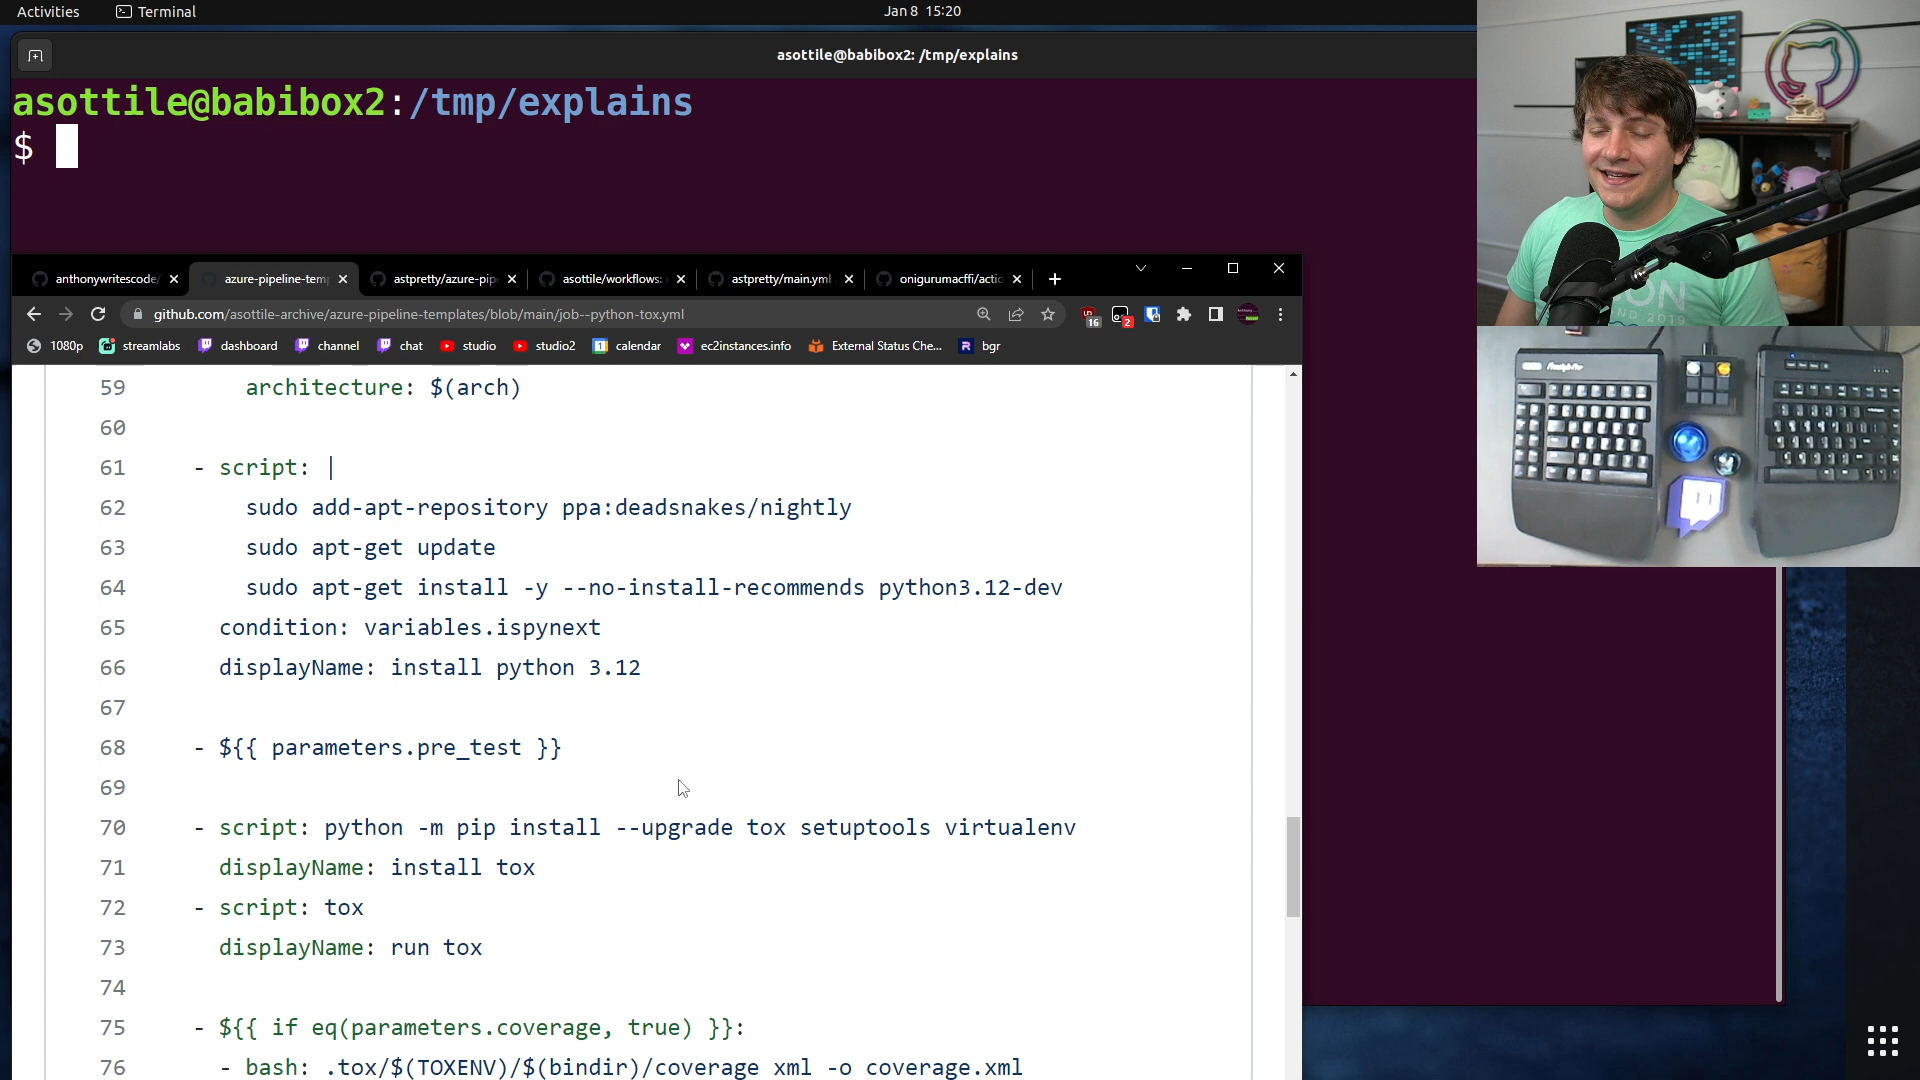 Activities
Terminal
Jan 8 15:20
asottile@babibox2: /tmp/explains
asottile@babibox2:/tmp/explains
$
anthonywritescode/
azure-pipeline-temp
astpretty/azure-pip
asottile/workflows:
astpretty/main.yml
onigurumacffi/actio
github.com/asottile-archive/azure-pipeline-templates/blob/main/job--python-tox.yml
16
2
1080p
streamlabs
dashboard
channel
chat
studio
studio2
calendar
ec2instances.info
External Status Che...
bgr
59 architecture: $(arch)
60
61 - script: |
62 sudo add-apt-repository ppa:deadsnakes/nightly
63 sudo apt-get update
64 sudo apt-get install -y --no-install-recommends python3.12-dev
65 condition: variables.ispynext
66 displayName: install python 3.12
67
68 - ${{ parameters.pre_test }}
69
70 - script: python -m pip install --upgrade tox setuptools virtualenv
71 displayName: install tox
72 - script: tox
73 displayName: run tox
74
75 - ${{ if eq(parameters.coverage, true) }}:
76 - bash: .tox/$(TOXENV)/$(bindir)/coverage xml -o coverage.xml